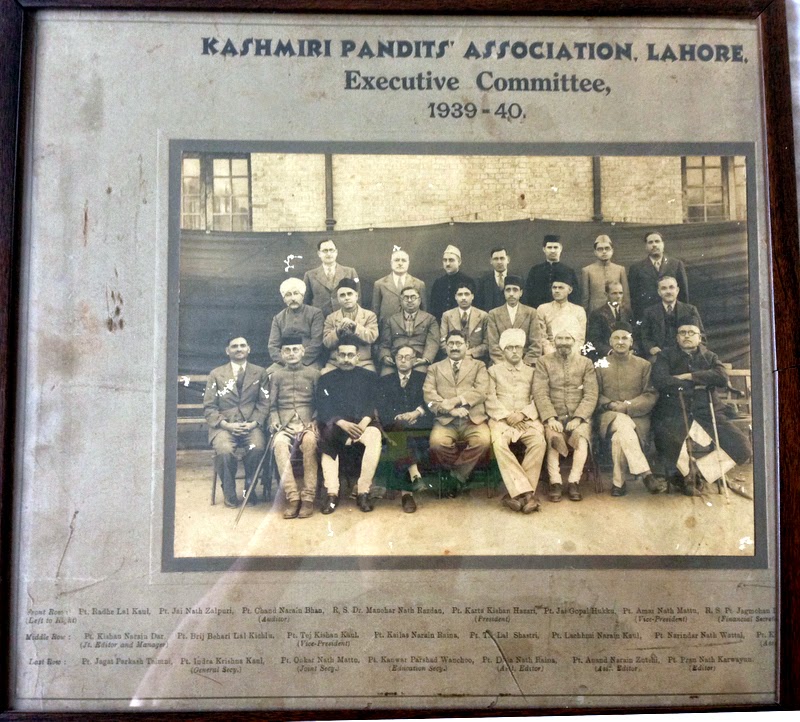 KASHMIRI PANDITS' ASSOCIATION, LAHORE.
Executive Committee,
1939-40.
Front Row: Pt. Radhe Lal Kaul, Pt. Jai Nath Zalpuri, Pt. Chand Narain Bhan, R. S. Dr. Manohar Nath Razdan, Pt. Karta Kishan Hazari, Pt. Jai Gopal Hukku, Pt. Amar Nath Mattu, R. S. Pt. Jagmohan
(Left to Right) (Auditor) (President) (Vice-President) (Financial
Middle Row: Pt. Kishan Narain Dar, Pt. Brij Behari Lal Kichlu, Pt. Tej Kishan Kaul, Pt. Kailas Narain Raina, Lal Shastri, Pt. Lachhmi Narain Kaul, Pt. Narindar Nath Wattal,
(Jt. Editor and Manager) (Vice-President)
Last Row: Pt. Jagat Parkash Pt. Indra Krishna Kaul, Pt. Onkar Nath Mattu, Pt. Kanwar Parshad Wanchoo, Pt. Nath Raina, Pt. Anand Narain Zutshi, Pt. Pran Nath Karwayun
(General Secy.) (Joint Secy.) (Education Secy.) (Asst. Editor) (Asst. Editor) (Editor)